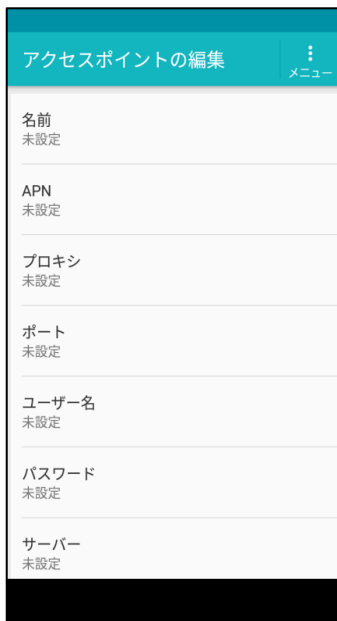 アクセスポイントの編集
メニュー
名前
未設定
APN
未設定
プロキシ
未設定
ポート
未設定
ユーザー名
未設定
パスワード
未設定
サーバー
未設定